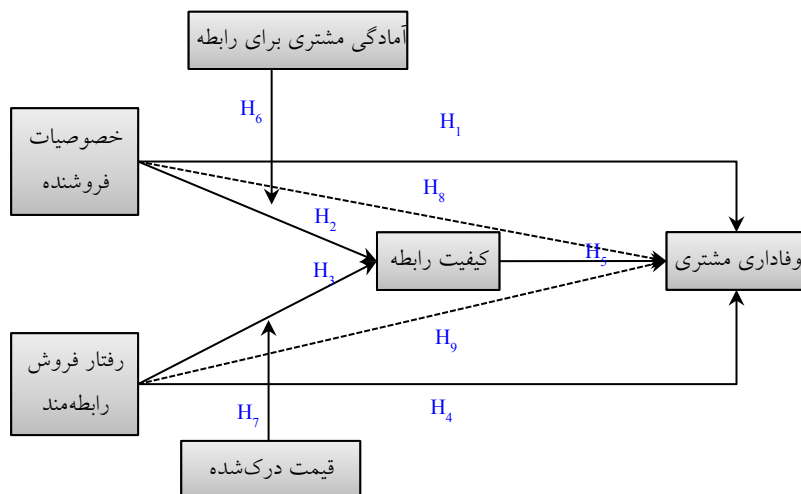 آمادگی مشتری برای رابطه
H6
H1
خصوصیات
فروشنده
H8
H2
کیفیت رابطه
H5
وفاداری مشتری
H3
H9
رفتار فروش
رابطه‌مند
H7
H4
قیمت درک‌شده